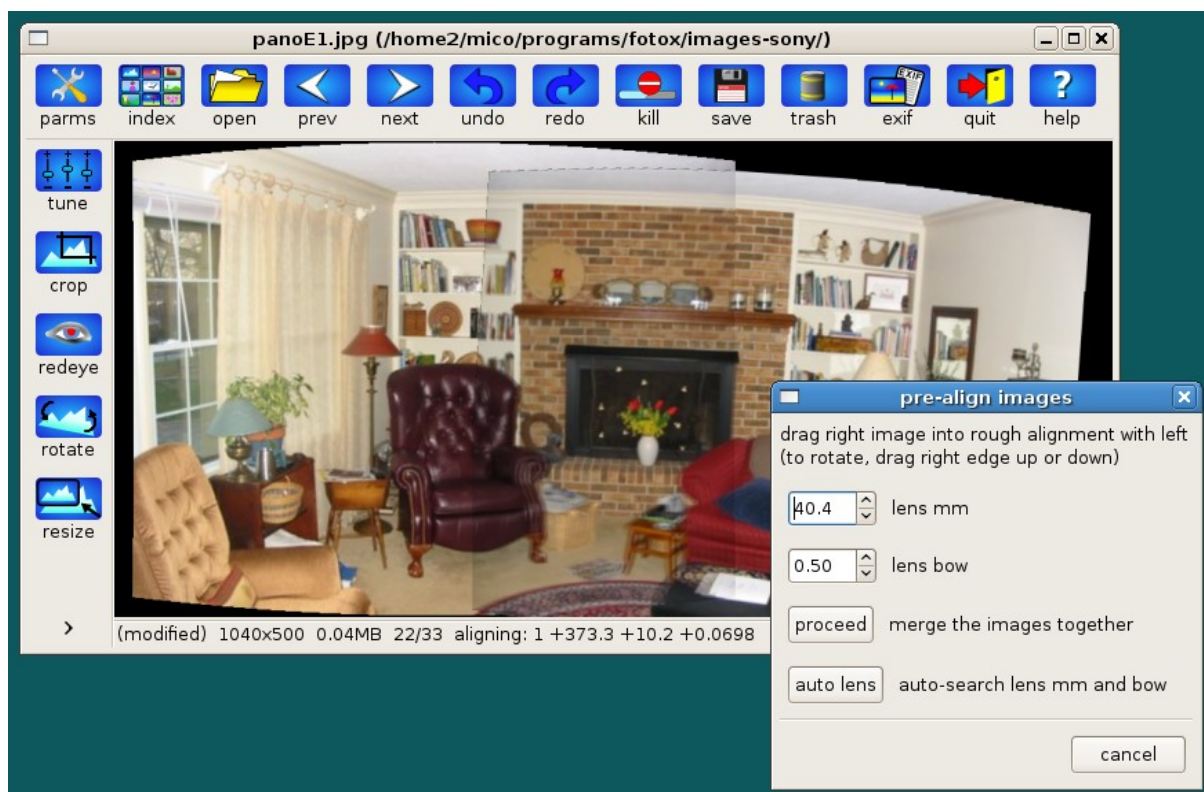 panoE1.jpg (/home2/mico/programs/fotox/images-sony/)
parms index open prev next undo redo kill save trash exif quit help
EXIF
tune
crop
redeye
rotate
resize
(modified) 1040x500 0.04MB 22/33 aligning: 1 +373.3 +10.2 +0.0698
pre-align images
drag right image into rough alignment with left
(to rotate, drag right edge up or down)
40.4 lens mm
0.50 lens bow
proceed merge the images together
auto lens auto-search lens mm and bow
cancel